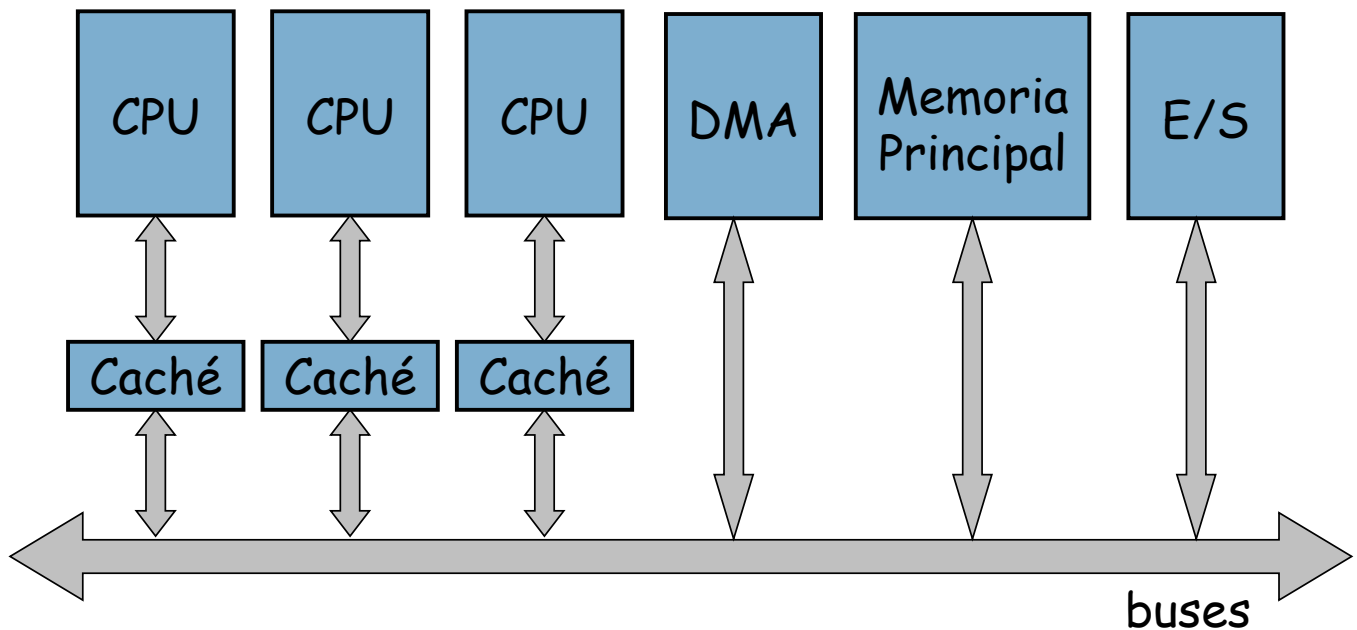 CPU
CPU
CPU
DMA
Memoria
Principal
E/S
Caché
Caché
Caché
buses